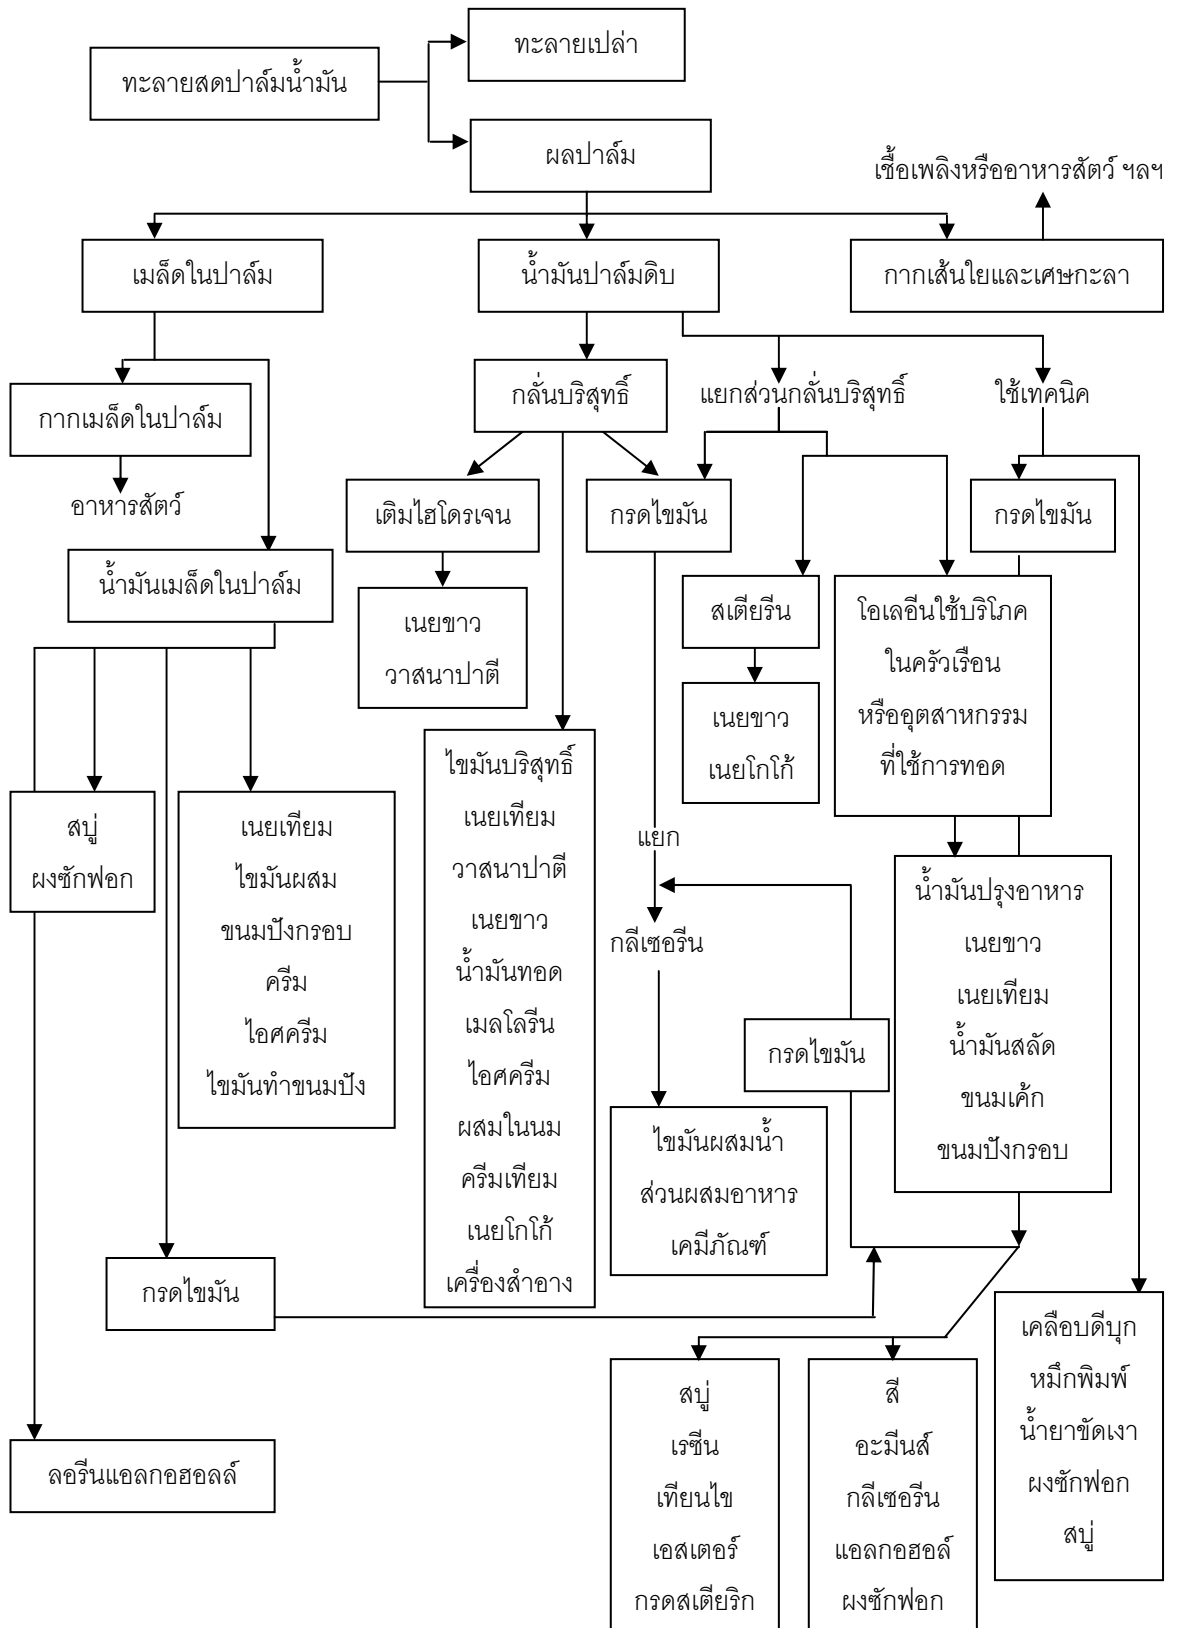 ทะลายเปล่า
ทะลายสดปาล์มน้ำมัน
ผลปาล์ม
เชื้อเพลิงหรืออาหารสัตว์ ฯลฯ
เมล็ดในปาล์ม
น้ำมันปาล์มดิบ
กากเส้นใยและเศษกะลา
กลั่นบริสุทธิ์
แยกส่วนกลั่นบริสุทธิ์
ใช้เทคนิค
กากเมล็ดในปาล์ม
อาหารสัตว์
เติมไฮโดรเจน
กรดไขมัน
กรดไขมัน
น้ำมันเมล็ดในปาล์ม
เนยขาว
วาสนาปาตี
สเตียรีน
โอเลอีนใช้บริโภค
ในครัวเรือน
หรืออุตสาหกรรม
ที่ใช้การทอด
เนยขาว
เนยโกโก้
สบู่
ผงซักฟอก
เนยเทียม
ไขมันผสม
ขนมปังกรอบ
ครีม
ไอศครีม
ไขมันทำขนมปัง
ไขมันบริสุทธิ์
เนยเทียม
วาสนาปาตี
เนยขาว
น้ำมันทอด
เมลโลรีน
ไอศครีม
ผสมในนม
ครีมเทียม
เนยโกโก้
เครื่องสำอาง
แยก
กลีเซอรีน
น้ำมันปรุงอาหาร
เนยขาว
เนยเทียม
น้ำมันสลัด
ขนมเค้ก
ขนมปังกรอบ
กรดไขมัน
ไขมันผสมน้ำ
ส่วนผสมอาหาร
เคมีภัณฑ์
กรดไขมัน
เคลือบดีบุก
หมึกพิมพ์
น้ำยาขัดเงา
ผงซักฟอก
สบู่
ลอรีนแอลกอฮอลล์
สบู่
เรซีน
เทียนไข
เอสเตอร์
กรดสเตียริก
สี
อะมีนส์
กลีเซอรีน
แอลกอฮอล์
ผงซักฟอก